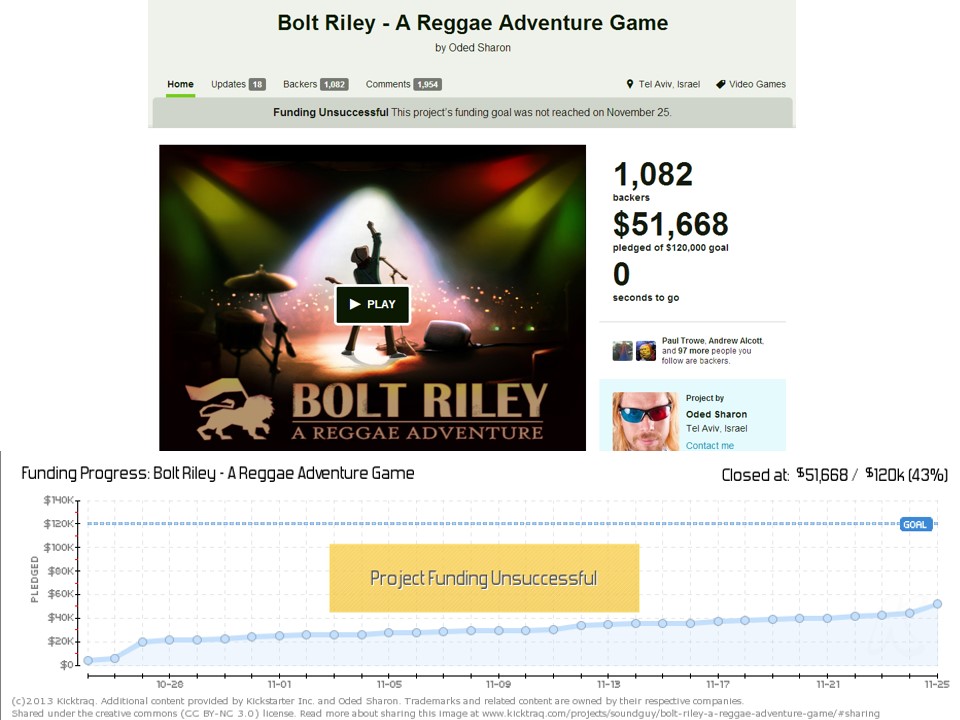 Bolt Riley - A Reggae Adventure Game
by Oded Sharon
Home Updates 18 Backers 1,082 Comments 1,954 Tel Aviv, Israel Video Games
Funding Unsuccessful This project's funding goal was not reached on November 25.
PLAY
BOLT RILEY
A REGGAE ADVENTURE
1,082
backers
$51,668
pledged of $120,000 goal
0
seconds to go
Paul Trowe, Andrew Alcott,
and 97 more people you
follow are backers.
Project by
Oded Sharon
Tel Aviv, Israel
Contact me
Funding Progress: Bolt Riley - A Reggae Adventure Game Closed at: $51,668 / $120k (43%)
PLEDGED
$140K
$120K
GOAL
$100K
$80K
$60K
$40K
$20K
$0
Project Funding Unsuccessful
10-28 11-01 11-05 11-09 11-13 11-17 11-21 11-25
(c)2013 Kicktraq. Additional content provided by Kickstarter Inc. and Oded Sharon. Trademarks and related content are owned by their respective companies.
Shared under the creative commons (CC BY-NC 3.0) license. Read more about sharing this image at www.kicktraq.com/projects/soundguy/bolt-riley-a-reggae-adventure-game/#sharing